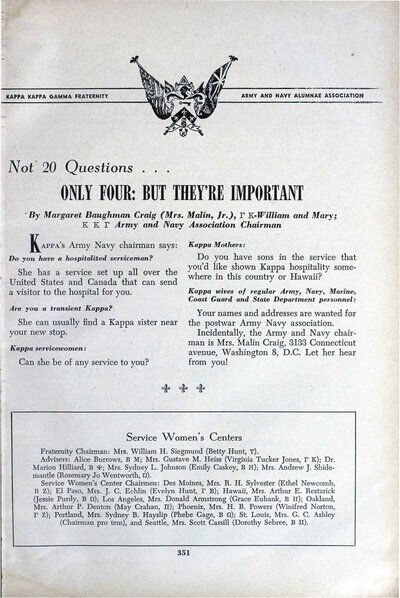 KAPPA KAPPA GAMMA FRATERNITY
ARMY AND NAVY ALUMNAE ASSOCIATION
Not 20 Questions . . .
ONLY FOUR: BUT THEY'RE IMPORTANT
By Margaret Baughman Craig (Mrs. Malin, Jr.), Γ K-William and Mary;
K K Γ Army and Navy Association Chairman
KAPPA'S Army Navy chairman says:
Do you have a hospitalized serviceman?
She has a service set up all over the
United States and Canada that can send
a visitor to the hospital for you.
Are you a transient Kappa?
She can usually find a Kappa sister near
your new stop.
Kappa servicewomen:
Can she be of any service to you?
Kappa Mothers:
Do you have sons in the service that
you'd like shown Kappa hospitality some-
where in this country or Hawaii?
Kappa wives of regular Army, Navy, Marine,
Coast Guard and State Department personnel:
Your names and addresses are wanted for
the postwar Army Navy association.
Incidentally, the Army and Navy chair-
man is Mrs. Malin Craig, 3133 Connecticut
avenue, Washington 8, D.C. Let her hear
from you!
Service Women's Centers
Fraternity Chairman: Mrs. William H. Siegmund (Betty Hunt, T).
Advisers: Alice Burrows, B M; Mrs. Gustave M. Heiss (Virginia Tucker Jones, Γ K); Dr.
Marion Hilliard, B Ψ; Mrs. Sydney L. Johnson (Emily Caskey, B H); Mrs. Andrew J. Shide-
mantle (Rosemary Jo Wentworth, Ω).
Service Women's Center Chairmen: Des Moines, Mrs. R. H. Sylvester (Ethel Newcomb,
B Z); El Paso, Mrs. J. C. Echlin (Evelyn Hunt, Γ B); Hawaii, Mrs. Arthur E. Restarick
(Jessie Purdy, B Ω); Los Angeles, Mrs. Donald Armstrong (Grace Eubank, B Π); Oakland,
Mrs. Arthur P. Denton (May Crahan, Π); Phoenix, Mrs. H. B. Powers (Winifred Norton,
Γ Z); Portland, Mrs. Sydney B. Hayslip (Phebe Gage, B Ω); St. Louis, Mrs. G. C. Ashley
(Chairman pro tem), and Seattle, Mrs. Scott Cassill (Dorothy Sebree, B Π).
351